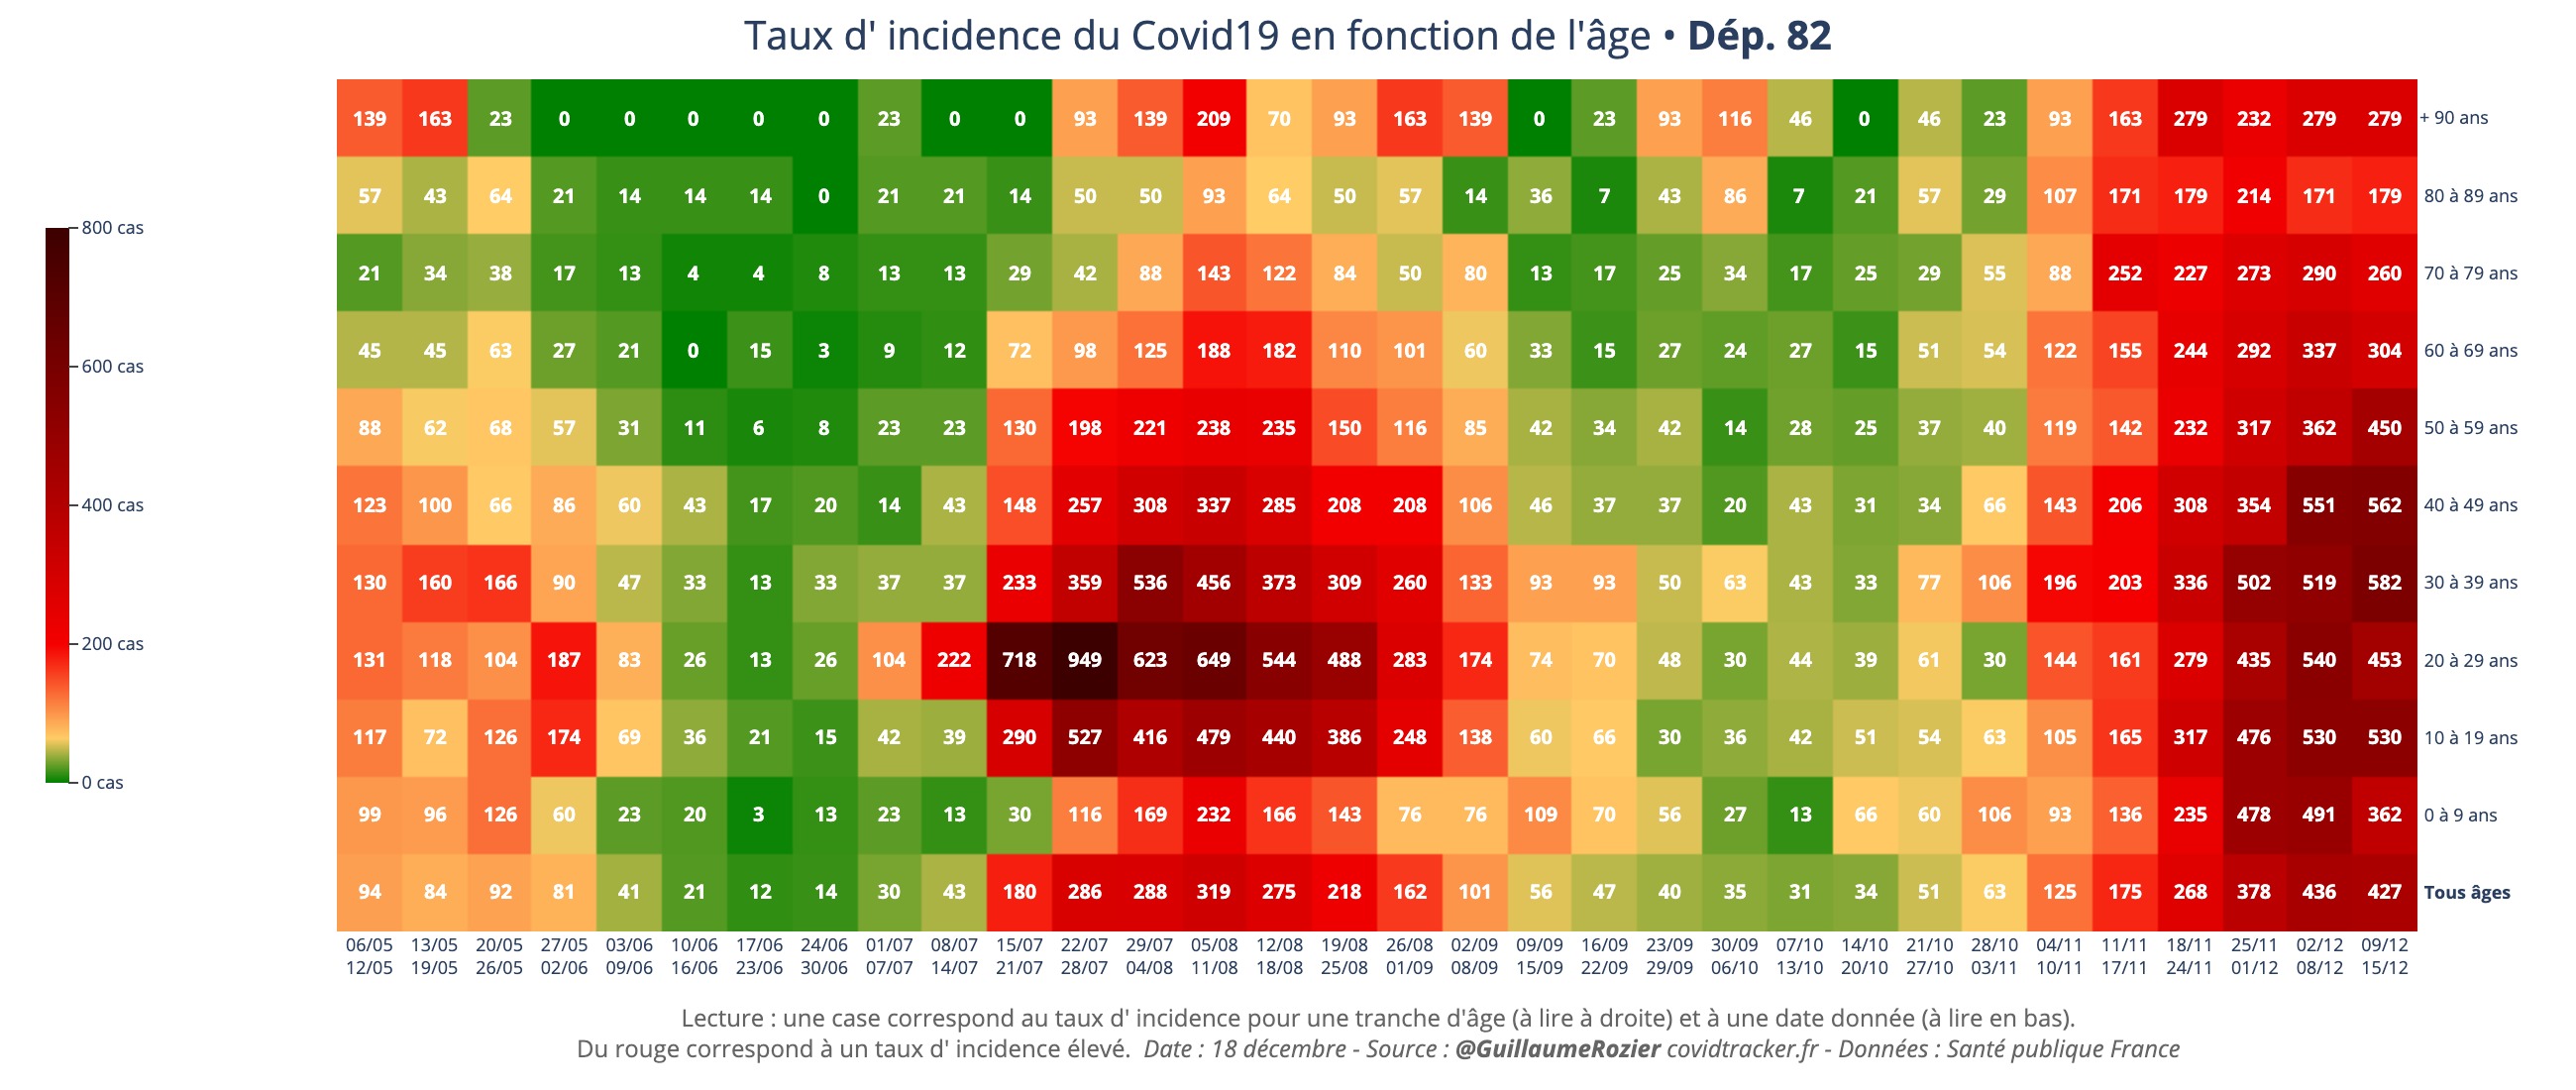 Taux d' incidence du Covid19 en fonction de l'âge • Dép. 82
139 163 23 0 0 0 0 0 23 0 0 93 139 209 70 93 163 139 0 23 93 116 46 0 46 23 93 163 279 232 279 279 + 90 ans
57 43 64 21 14 14 14 0 21 21 14 50 50 93 64 50 57 14 36 7 43 86 7 21 57 29 107 171 179 214 171 179 80 à 89 ans
21 34 38 17 13 4 4 8 13 13 29 42 88 143 122 84 50 80 13 17 25 34 17 25 29 55 88 252 227 273 290 260 70 à 79 ans
45 45 63 27 21 0 15 3 9 12 72 98 125 188 182 110 101 60 33 15 27 24 27 15 51 54 122 155 244 292 337 304 60 à 69 ans
88 62 68 57 31 11 6 8 23 23 130 198 221 238 235 150 116 85 42 34 42 14 28 25 37 40 119 142 232 317 362 450 50 à 59 ans
123 100 66 86 60 43 17 20 14 43 148 257 308 337 285 208 208 106 46 37 37 20 43 31 34 66 143 206 308 354 551 562 40 à 49 ans
130 160 166 90 47 33 13 33 37 37 233 359 536 456 373 309 260 133 93 93 50 63 43 33 77 106 196 203 336 502 519 582 30 à 39 ans
131 118 104 187 83 26 13 26 104 222 718 949 623 649 544 488 283 174 74 70 48 30 44 39 61 30 144 161 279 435 540 453 20 à 29 ans
117 72 126 174 69 36 21 15 42 39 290 527 416 479 440 386 248 138 60 66 30 36 42 51 54 63 105 165 317 476 530 530 10 à 19 ans
99 96 126 60 23 20 3 13 23 13 30 116 169 232 166 143 76 76 109 70 56 27 13 66 60 106 93 136 235 478 491 362 0 à 9 ans
94 84 92 81 41 21 12 14 30 43 180 286 288 319 275 218 162 101 56 47 40 35 31 34 51 63 125 175 268 378 436 427 Tous âges
06/05 13/05 20/05 27/05 03/06 10/06 17/06 24/06 01/07 08/07 15/07 22/07 29/07 05/08 12/08 19/08 26/08 02/09 09/09 16/09 23/09 30/09 07/10 14/10 21/10 28/10 04/11 11/11 18/11 25/11 02/12 09/12
12/05 19/05 26/05 02/06 09/06 16/06 23/06 30/06 07/07 14/07 21/07 28/07 04/08 11/08 18/08 25/08 01/09 08/09 15/09 22/09 29/09 06/10 13/10 20/10 27/10 03/11 10/11 17/11 24/11 01/12 08/12 15/12
800 cas
600 cas
400 cas
200 cas
0 cas
Lecture : une case correspond au taux d' incidence pour une tranche d'âge (à lire à droite) et à une date donnée (à lire en bas).
Du rouge correspond à un taux d' incidence élevé. Date : 18 décembre - Source : @GuillaumeRozier covidtracker.fr - Données : Santé publique France